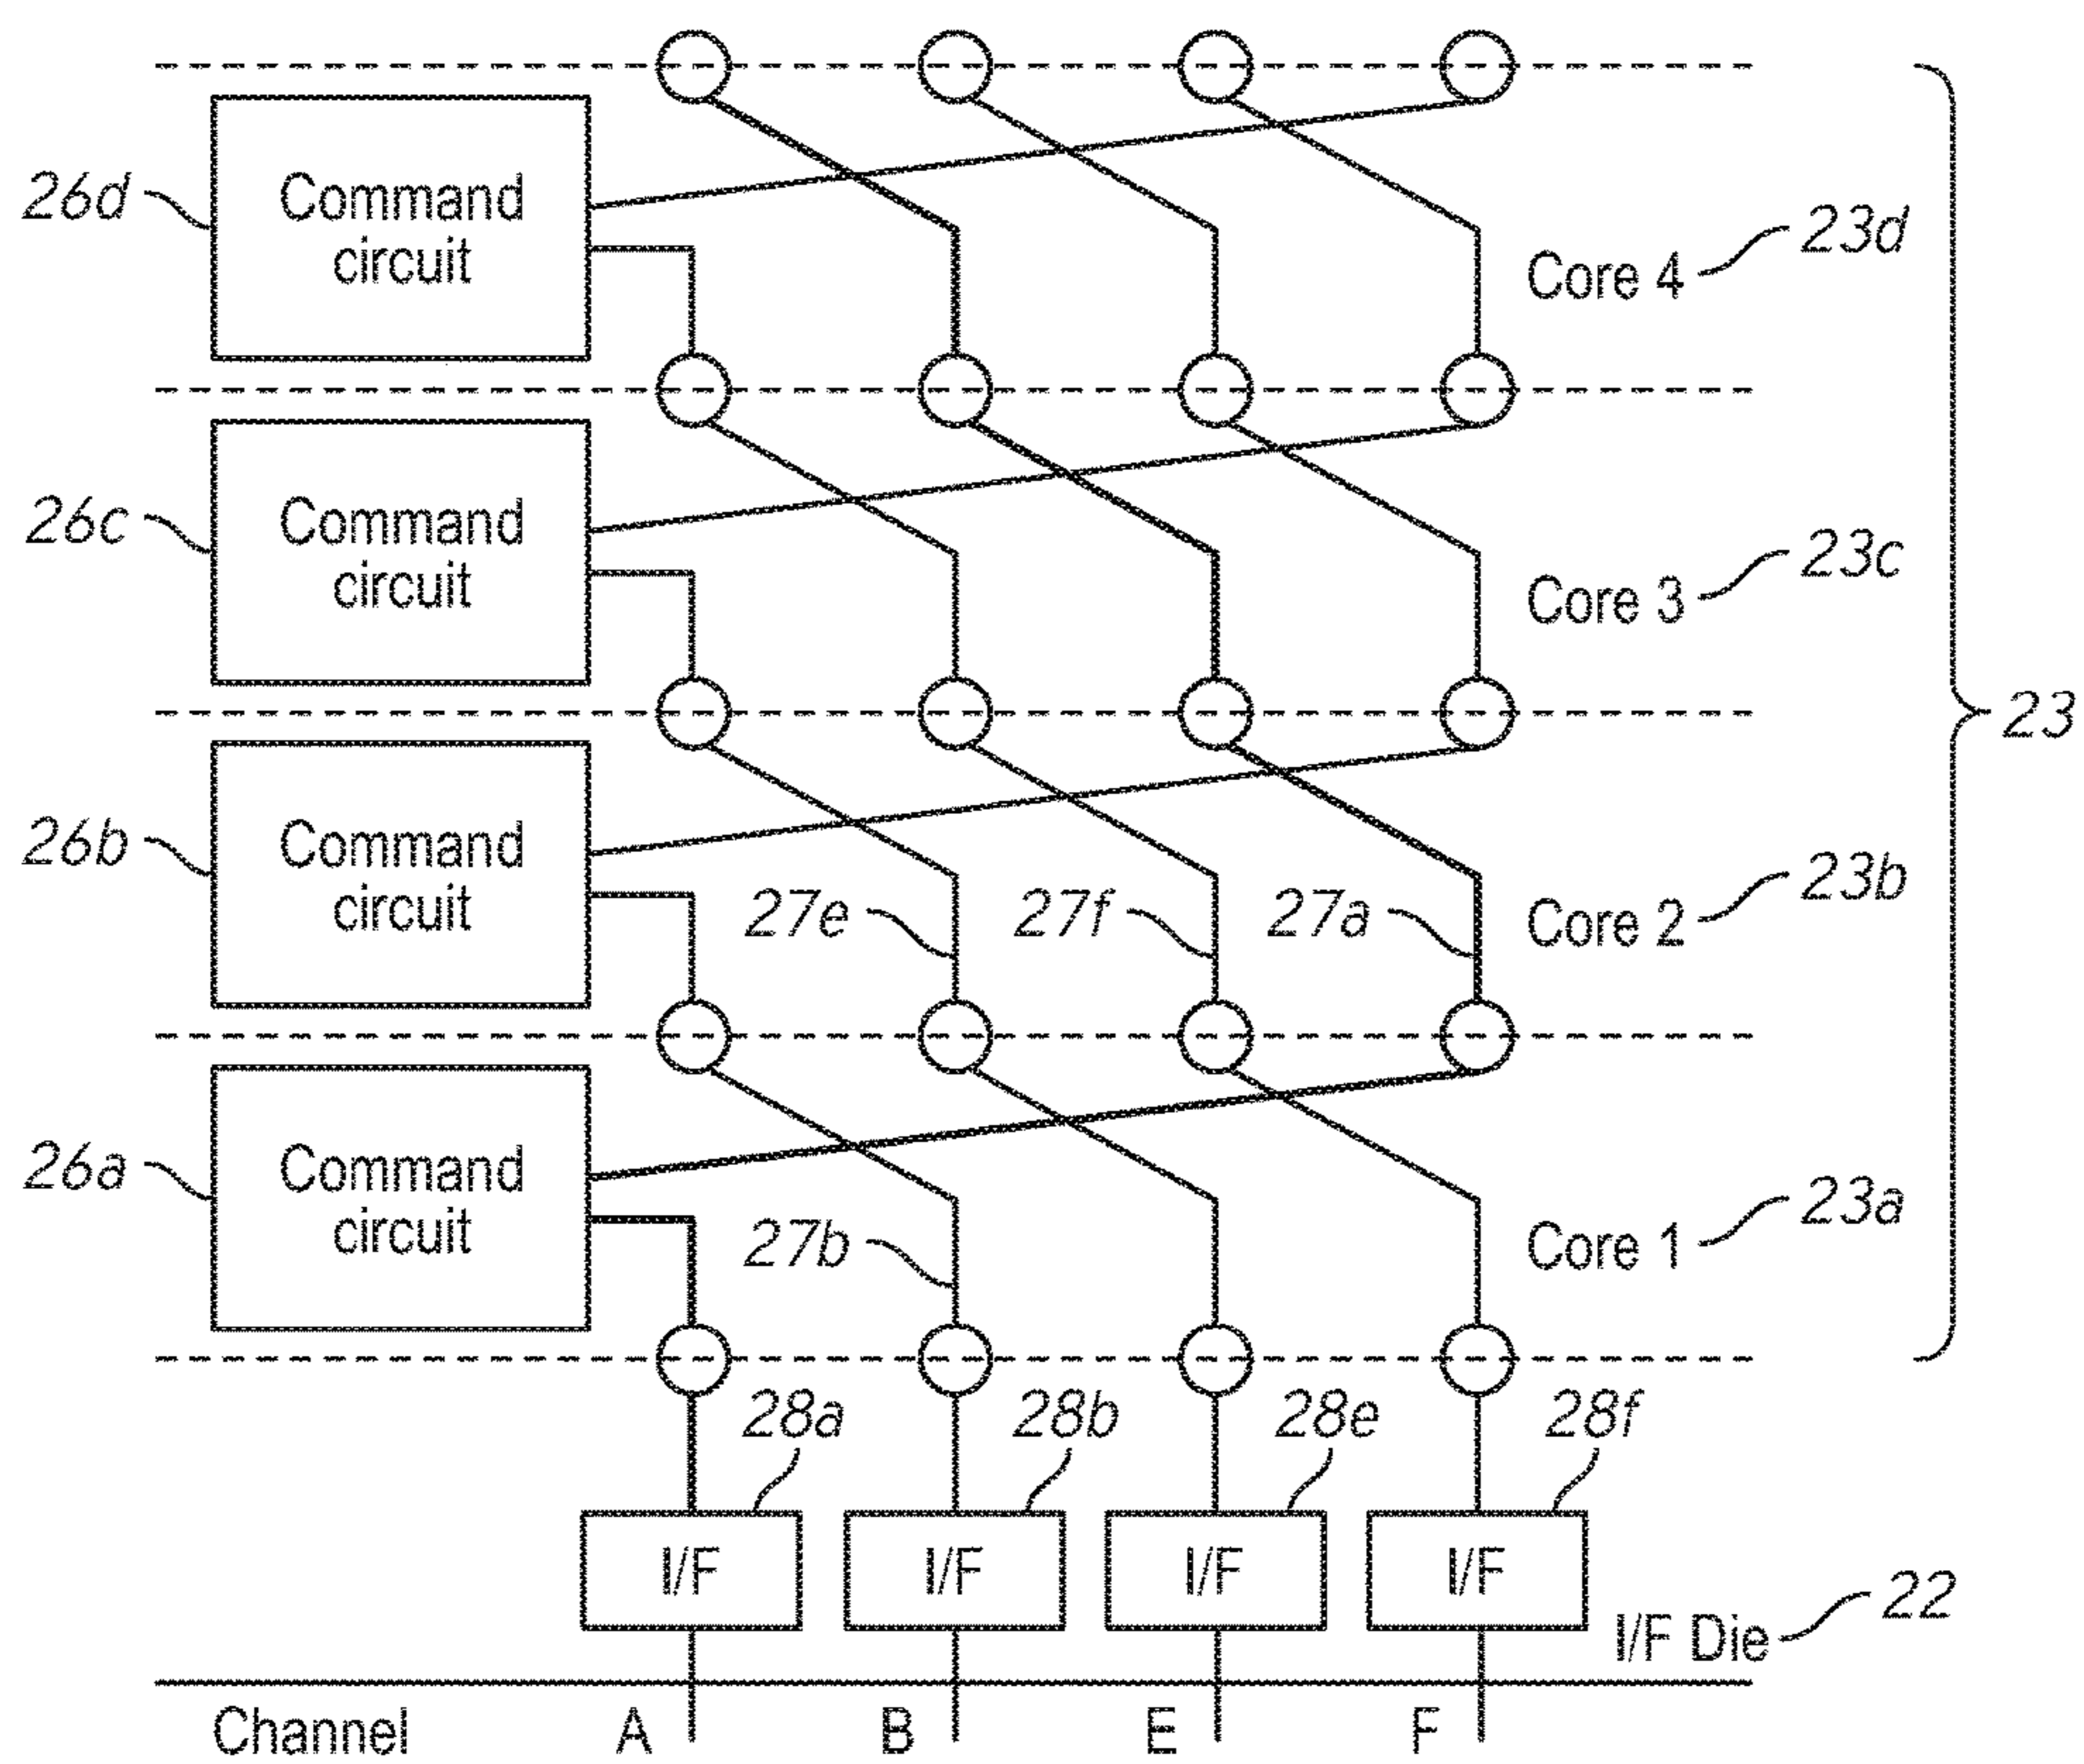 26d
Command
circuit
Core 4
23d
26c
Command
circuit
Core 3
23c
23
26b
Command
circuit
27e
27f
27a
Core 2
23b
26a
Command
circuit
27b
Core 1
23a
28a
28b
28e
28f
I/F
I/F
I/F
I/F
I/F Die
22
Channel
A
B
E
F